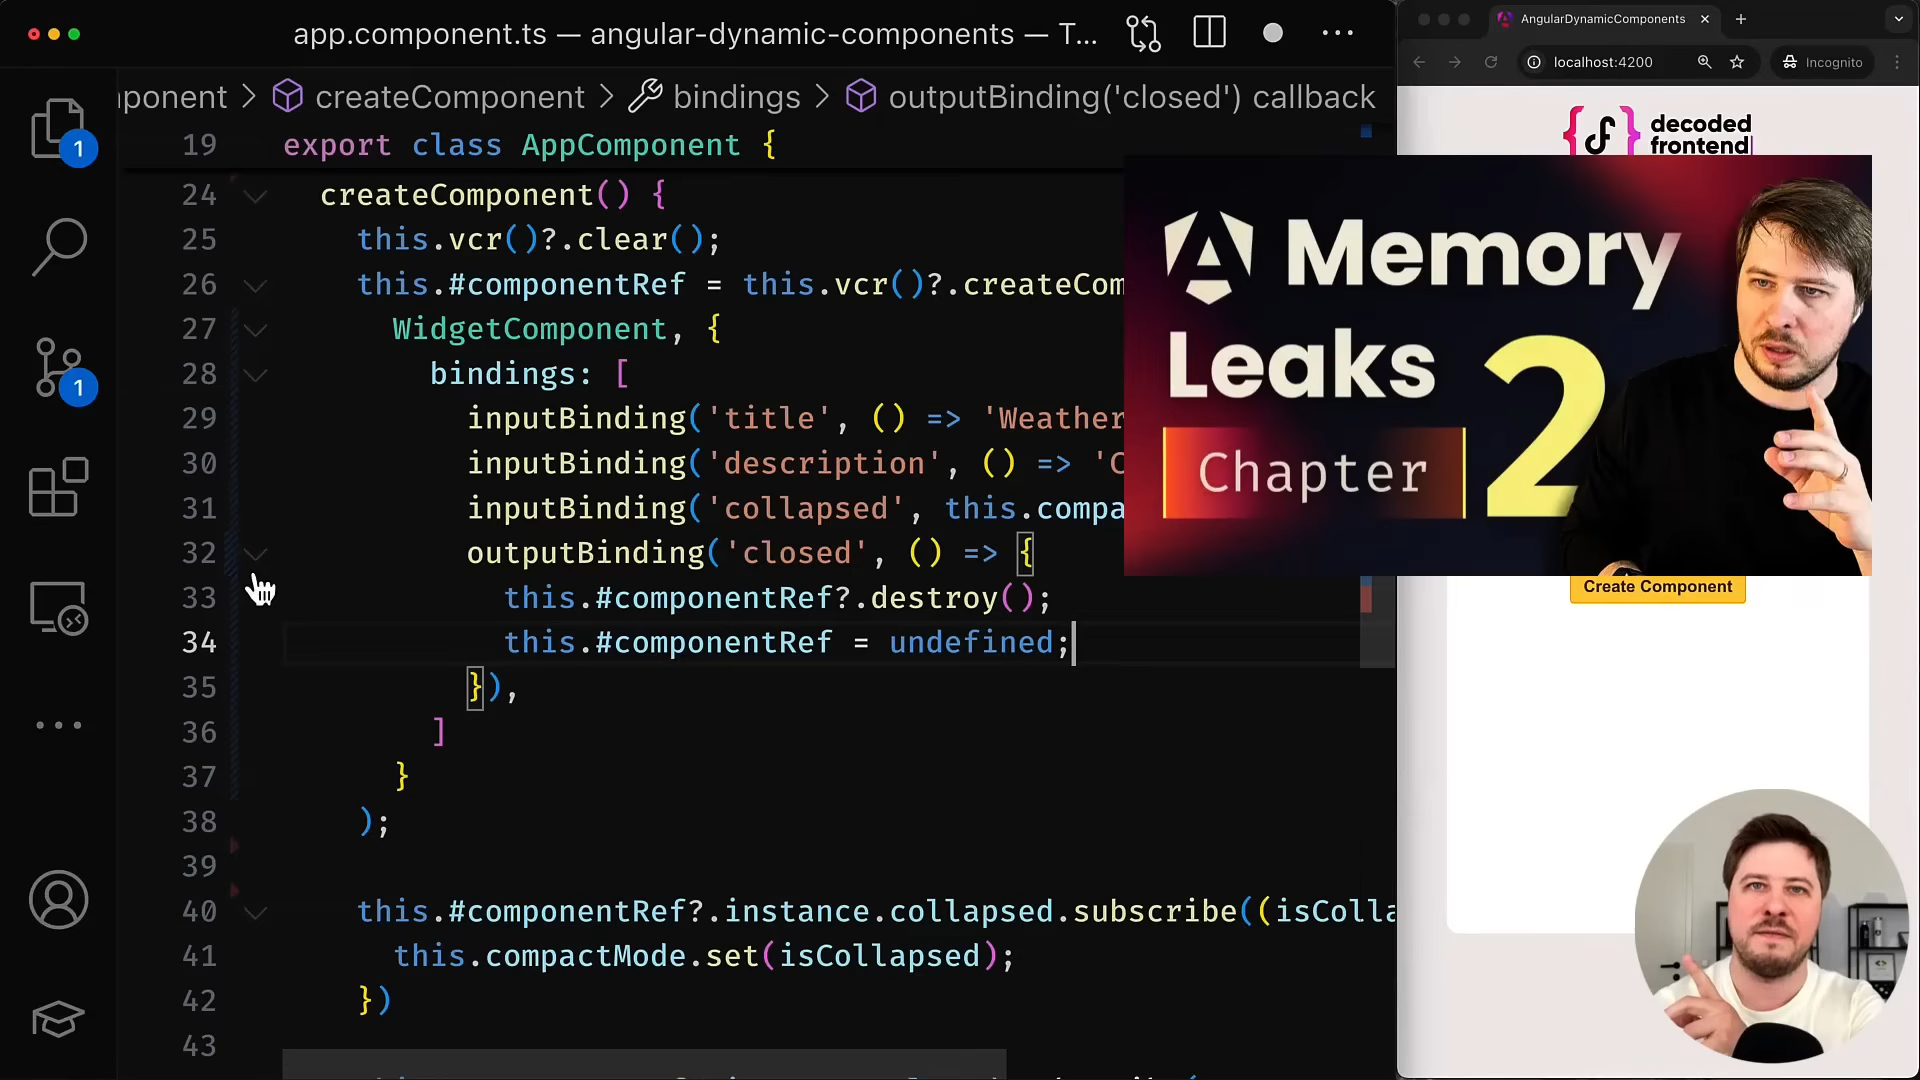 app.component.ts — angular-dynamic-components — T...
ponent > createComponent > bindings > outputBinding('closed') callback
19 export class AppComponent {
24 createComponent() {
25 this.vcr()?.clear();
26 this.#componentRef = this.vcr()?.createCom
27 WidgetComponent, {
28 bindings: [
29 inputBinding('title', () => 'Weather
30 inputBinding('description', () => 'C
31 inputBinding('collapsed', this.compa
32 outputBinding('closed', () => {
33 this.#componentRef?.destroy();
34 this.#componentRef = undefined;
35 }),
36 ]
37 }
38 );
39
40 this.#componentRef?.instance.collapsed.subscribe((isColla
41 this.compactMode.set(isCollapsed);
42 })
43
1
1
AngularDynamicComponents
localhost:4200
Incognito
decoded
frontend
Memory
Leaks 2
Chapter
Create Component